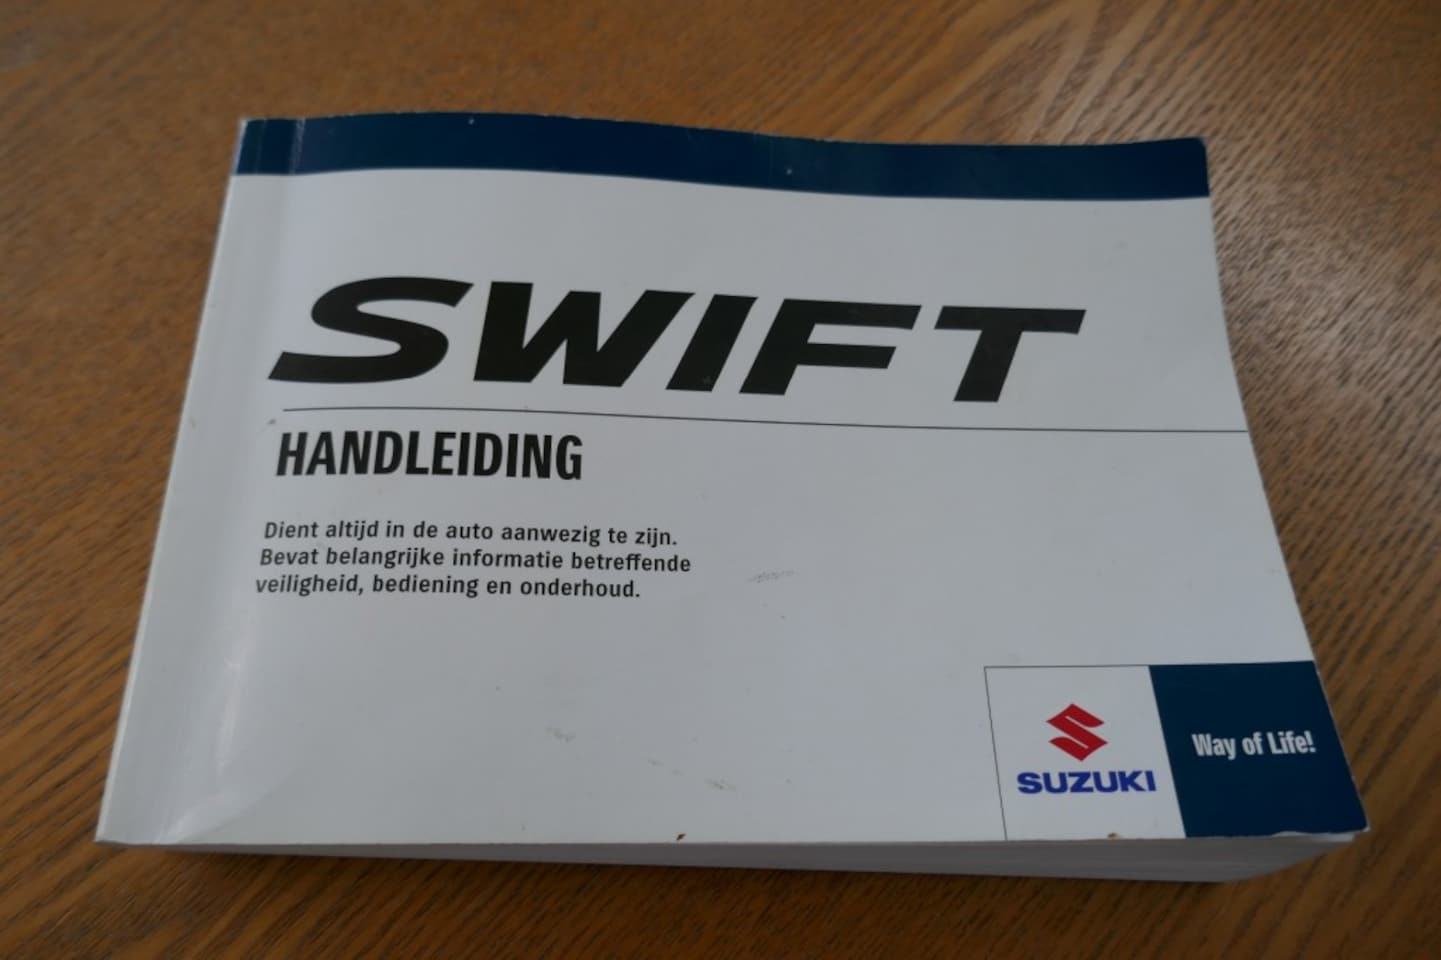 SWIFT
HANDLEIDING
Dient altijd in de auto aanwezig te zijn.
Bevat belangrijke informatie betreffende
veiligheid, bediening en onderhoud.
SUZUKI
Way of Life!